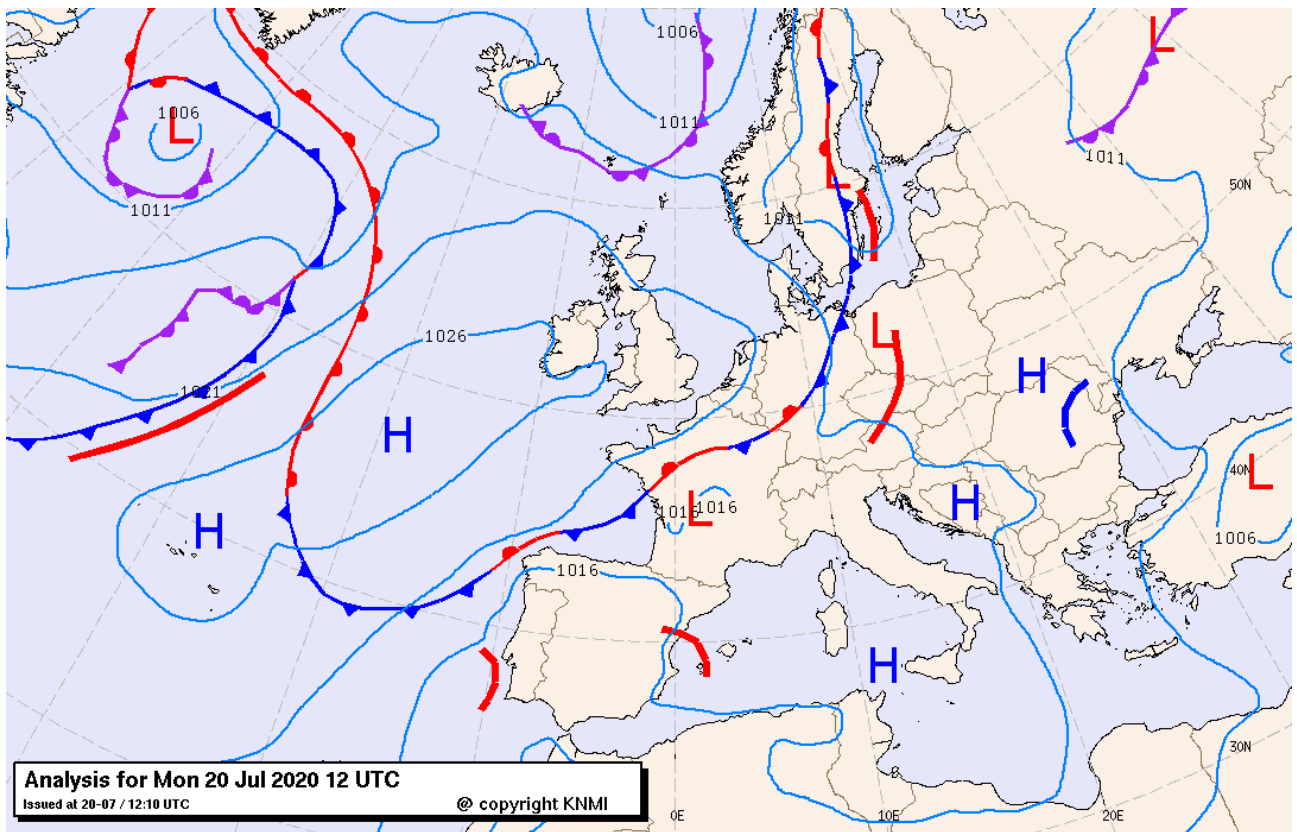 L
1006
1006
L
1011
1011
1011
50N
L
1011
1026
L
H
1021
H
40N
L
H
H
1016
L
1016
1006
1016
H
30N
Analysis for Mon 20 Jul 2020 12 UTC
Issued at 20-07 / 12:10 UTC
@ copyright KNMI
0E
10E
20E